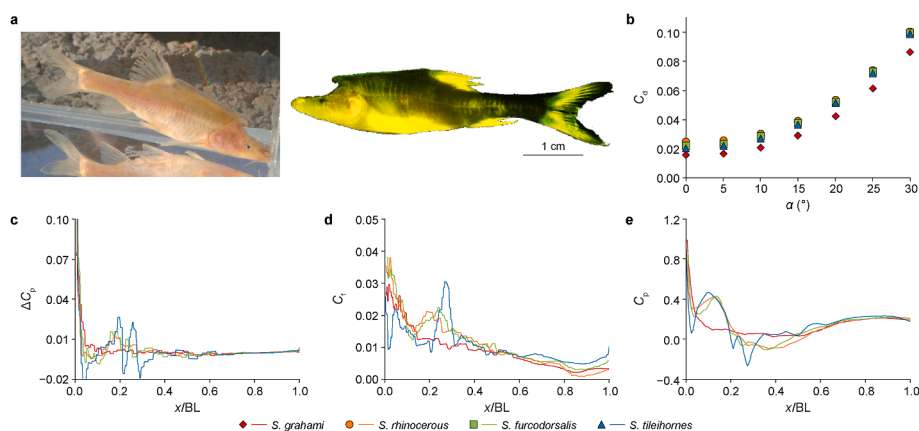 a
1 cm
b
0.10
0.08
0.06
0.04
0.02
0.00
C_d
0 5 10 15 20 25 30
α (°)
c
0.10
0.07
0.04
0.01
−0.02
ΔC_p
0.0 0.2 0.4 0.6 0.8 1.0
x/BL
d
0.05
0.04
0.03
0.02
0.01
0.00
C_f
0.0 0.2 0.4 0.6 0.8 1.0
x/BL
e
1.2
0.8
0.4
0.0
−0.4
C_p
0.0 0.2 0.4 0.6 0.8 1.0
x/BL
S. grahami S. rhinocerous S. furcodorsalis S. tileihornes